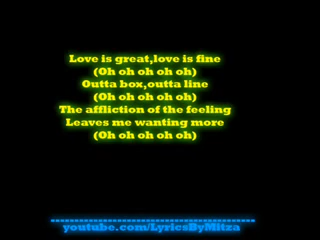 Love is great,love is fine
(Oh oh oh oh oh)
Outta box,outta line
(Oh oh oh oh oh)
The affliction of the feeling
Leaves me wanting more
(Oh oh oh oh oh)
youtube.com/LyricsByMitza